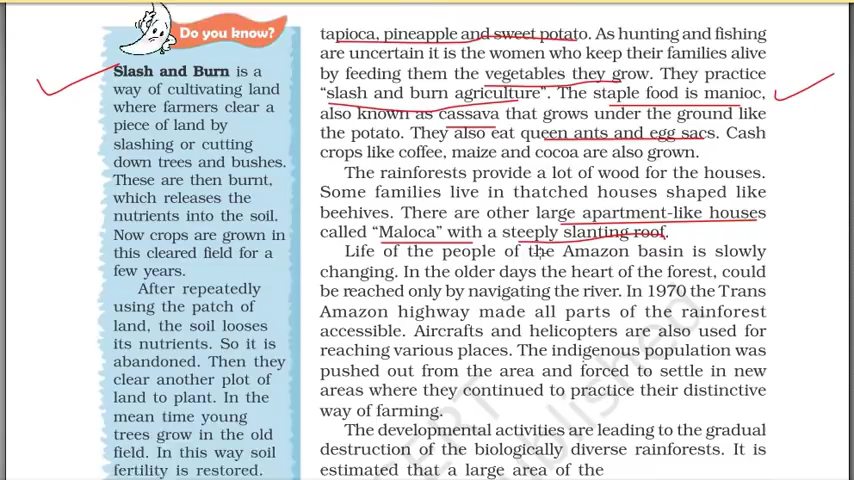 Do you know?
Slash and Burn is a
way of cultivating land
where farmers clear a
piece of land by
slashing or cutting
down trees and bushes.
These are then burnt,
which releases the
nutrients into the soil.
Now crops are grown in
this cleared field for a
few years.
After repeatedly
using the patch of
land, the soil looses
its nutrients. So it is
abandoned. Then they
clear another plot of
land to plant. In the
mean time young
trees grow in the old
field. In this way soil
fertility is restored.
tapioca, pineapple and sweet potato. As hunting and fishing
are uncertain it is the women who keep their families alive
by feeding them the vegetables they grow. They practice
“slash and burn agriculture”. The staple food is manioc,
also known as cassava that grows under the ground like
the potato. They also eat queen ants and egg sacs. Cash
crops like coffee, maize and cocoa are also grown.
The rainforests provide a lot of wood for the houses.
Some families live in thatched houses shaped like
beehives. There are other large apartment-like houses
called “Maloca” with a steeply slanting roof.
Life of the people of the Amazon basin is slowly
changing. In the older days the heart of the forest, could
be reached only by navigating the river. In 1970 the Trans
Amazon highway made all parts of the rainforest
accessible. Aircrafts and helicopters are also used for
reaching various places. The indigenous population was
pushed out from the area and forced to settle in new
areas where they continued to practice their distinctive
way of farming.
The developmental activities are leading to the gradual
destruction of the biologically diverse rainforests. It is
estimated that a large area of the